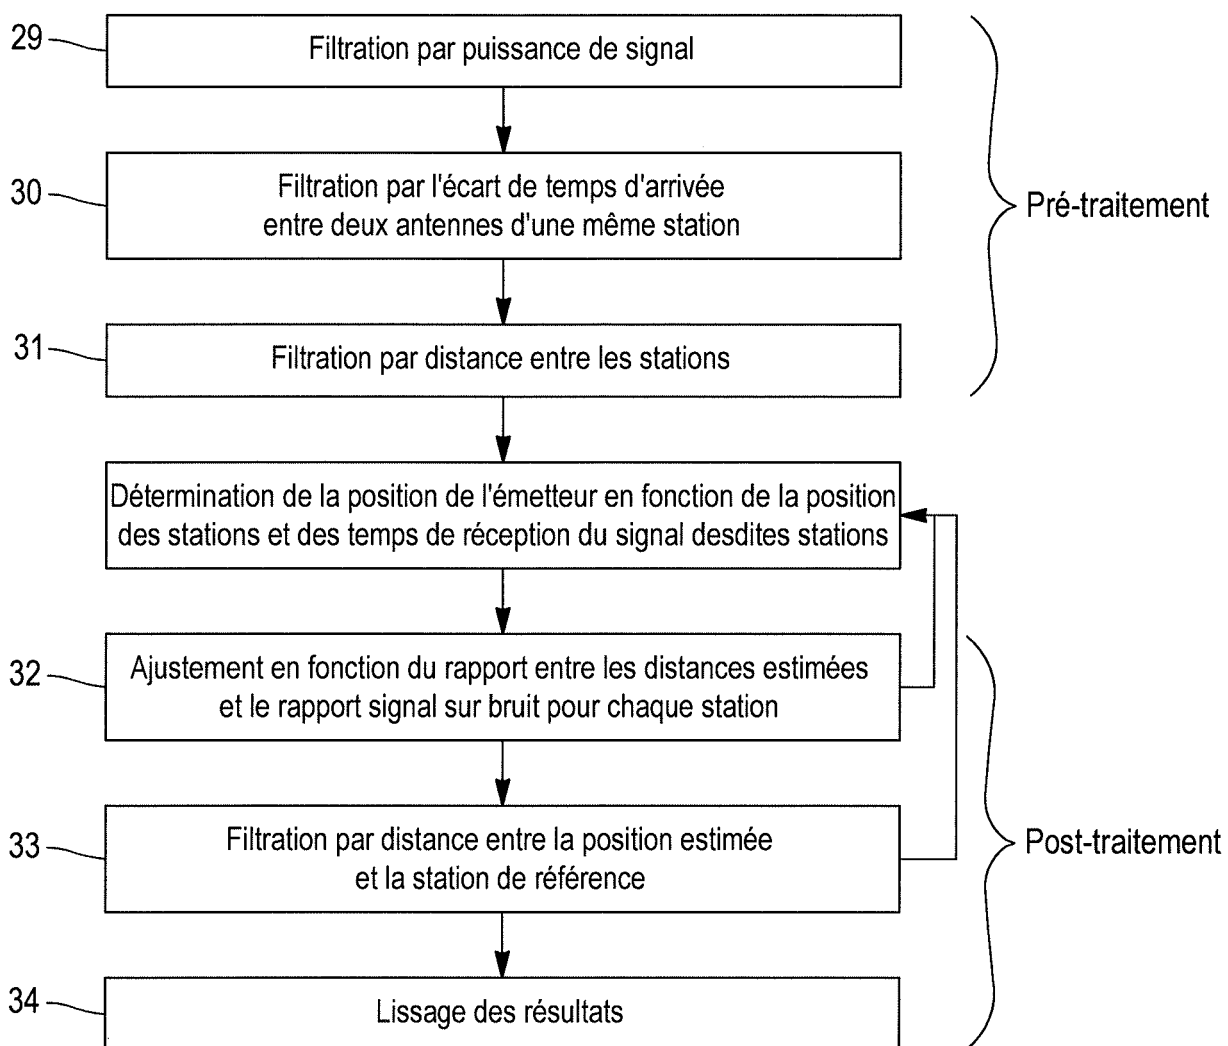 29
Filtration par puissance de signal
30
Filtration par l'écart de temps d'arrivée
entre deux antennes d'une même station
Pré-traitement
31
Filtration par distance entre les stations
Détermination de la position de l'émetteur en fonction de la position
des stations et des temps de réception du signal desdites stations
32
Ajustement en fonction du rapport entre les distances estimées
et le rapport signal sur bruit pour chaque station
33
Filtration par distance entre la position estimée
et la station de référence
Post-traitement
34
Lissage des résultats